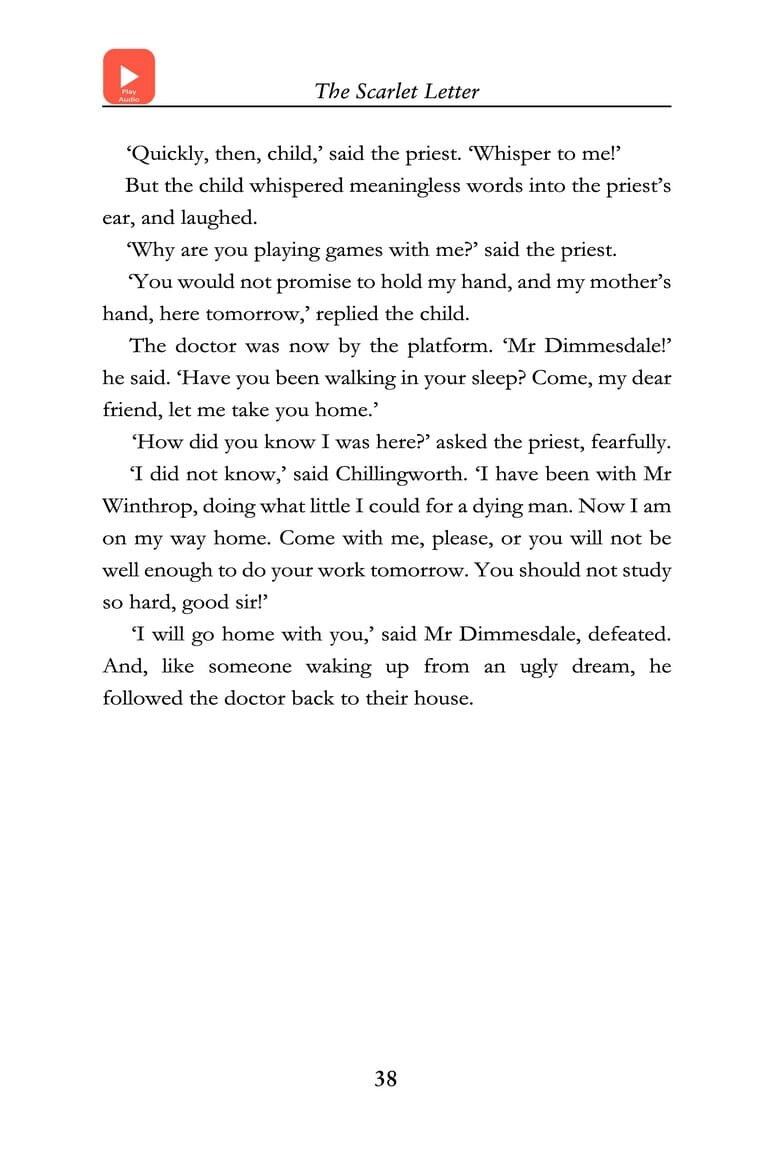 Play
Audio
The Scarlet Letter
‘Quickly, then, child,’ said the priest. ‘Whisper to me!’
But the child whispered meaningless words into the priest’s
ear, and laughed.
‘Why are you playing games with me?’ said the priest.
‘You would not promise to hold my hand, and my mother’s
hand, here tomorrow,’ replied the child.
The doctor was now by the platform. ‘Mr Dimmesdale!’
he said. ‘Have you been walking in your sleep? Come, my dear
friend, let me take you home.’
‘How did you know I was here?’ asked the priest, fearfully.
‘I did not know,’ said Chillingworth. ‘I have been with Mr
Winthrop, doing what little I could for a dying man. Now I am
on my way home. Come with me, please, or you will not be
well enough to do your work tomorrow. You should not study
so hard, good sir!’
‘I will go home with you,’ said Mr Dimmesdale, defeated.
And, like someone waking up from an ugly dream, he
followed the doctor back to their house.
38